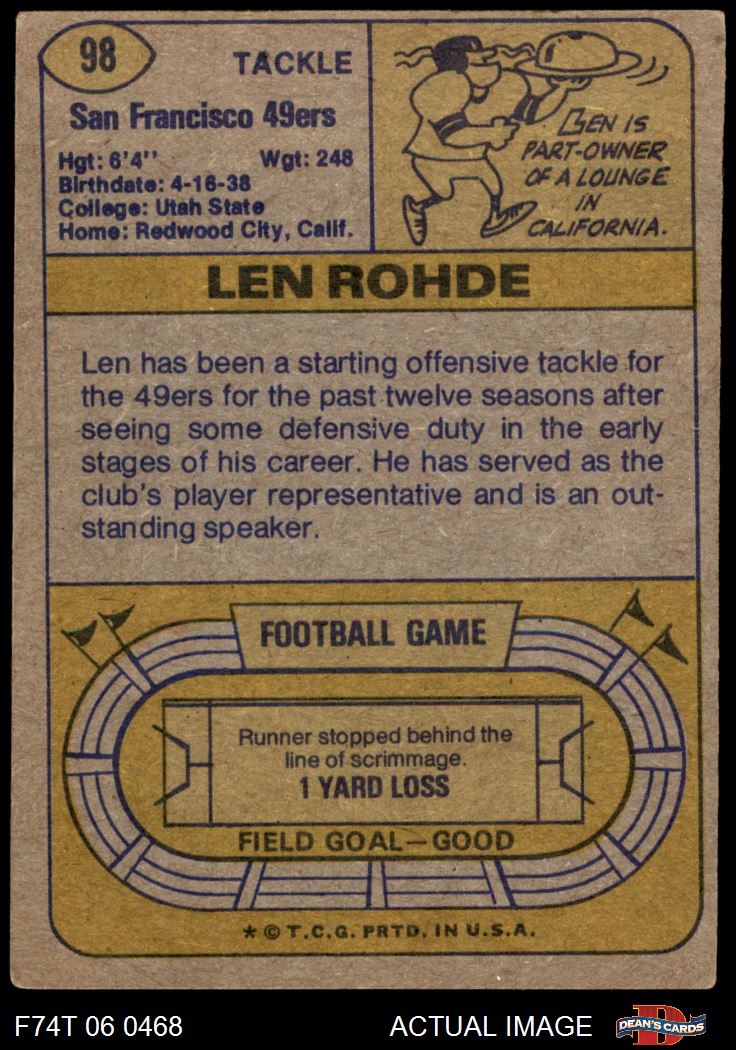 98
TACKLE
San Francisco 49ers
Hgt: 6'4" Wgt: 248
Birthdate: 4-16-38
College: Utah State
Home: Redwood City, Calif.
LEN IS
PART-OWNER
OF A LOUNGE
IN
CALIFORNIA.
LEN ROHDE
Len has been a starting offensive tackle for
the 49ers for the past twelve seasons after
seeing some defensive duty in the early
stages of his career. He has served as the
club's player representative and is an out-
standing speaker.
FOOTBALL GAME
Runner stopped behind the
line of scrimmage.
1 YARD LOSS
FIELD GOAL—GOOD
* © T.C.G. PRTD. IN U.S.A.
F74T 06 0468 ACTUAL IMAGE
D
DEAN'S CARDS